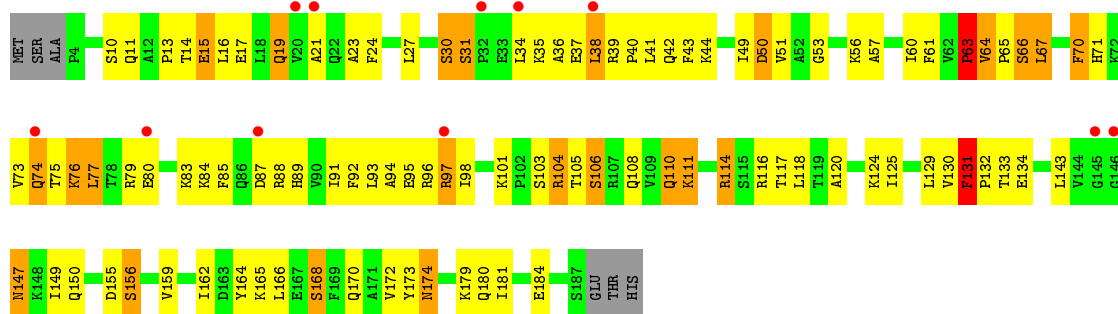 MET SER ALA P4 S10 Q11 A12 P13 T14 E15 L16 E17 L18 Q19 V20 A21 Q22 A23 F24 L27 S30 S31 P32 E33 L34 K35 A36 E37 L38 R39 P40 L41 Q42 F43 K44 I49 D50 V51 A52 G53 K56 A57 I60 F61 V62 P63 V64 P65 S66 L67 F70 H71 K72
V73 Q74 T75 K76 L77 T78 R79 E80 K83 K84 F85 Q86 D87 R88 H89 V90 I91 F92 L93 A94 E95 R96 R97 I98 K101 P102 S103 R104 T105 S106 R107 Q108 V109 Q110 K111 R114 S115 R116 T117 L118 T119 A120 K124 I125 L129 V130 F131 P132 T133 E134 L143 V144 G145 G146
N147 K148 I149 Q150 D155 S156 V159 I162 D163 Y164 K165 L166 E167 S168 F169 Q170 A171 V172 Y173 N174 K179 Q180 I181 E184 S187 GLU THR HIS